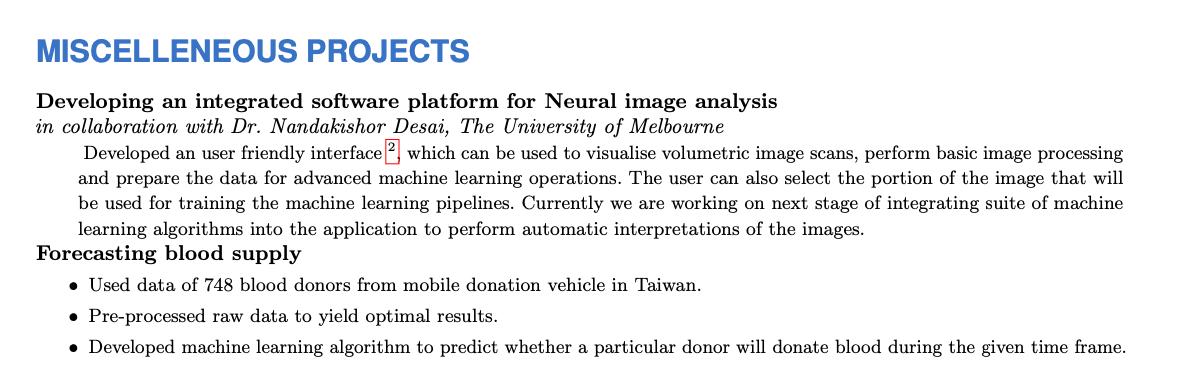 MISCELLENEOUS PROJECTS
Developing an integrated software platform for Neural image analysis
in collaboration with Dr. Nandakishor Desai, The University of Melbourne
Developed an user friendly interface 2, which can be used to visualise volumetric image scans, perform basic image processing
and prepare the data for advanced machine learning operations. The user can also select the portion of the image that will
be used for training the machine learning pipelines. Currently we are working on next stage of integrating suite of machine
learning algorithms into the application to perform automatic interpretations of the images.
Forecasting blood supply
• Used data of 748 blood donors from mobile donation vehicle in Taiwan.
• Pre-processed raw data to yield optimal results.
• Developed machine learning algorithm to predict whether a particular donor will donate blood during the given time frame.